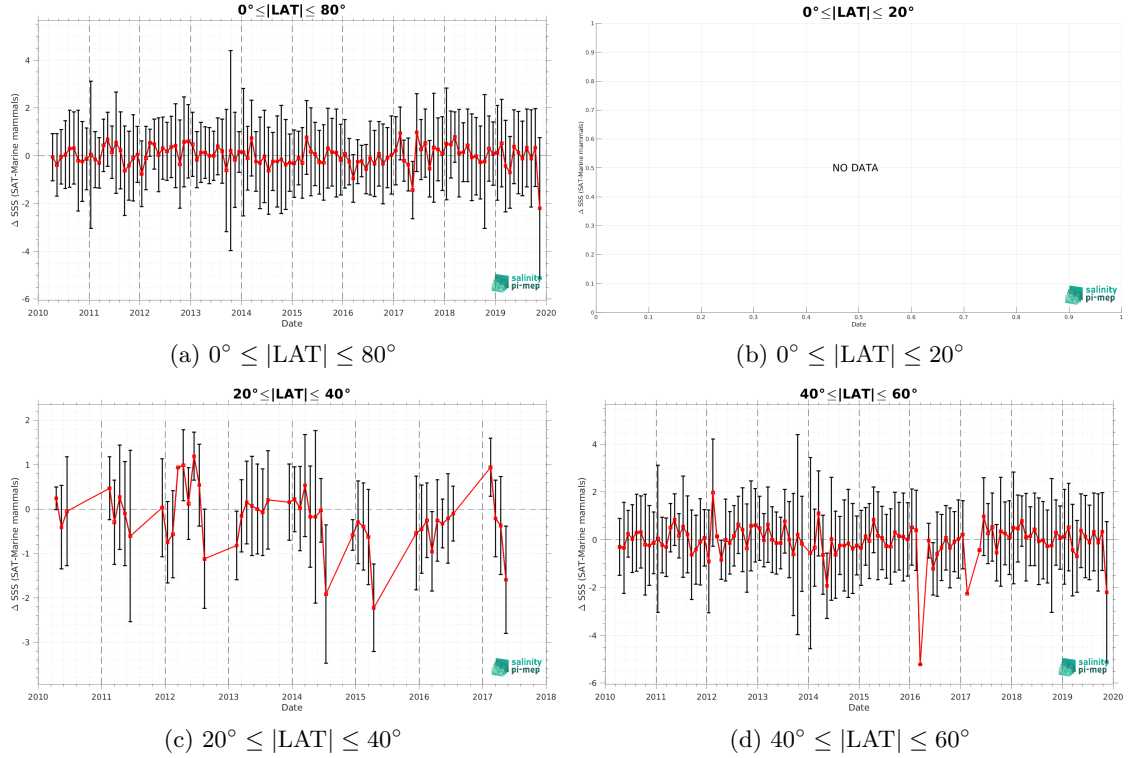 0°≤|LAT|≤ 80°
Δ SSS (SAT-Marine mammals)
4
2
0
-2
-4
-6
2010 2011 2012 2013 2014 2015 2016 2017 2018 2019 2020
Date
salinity
pi-mep
(a) 0° ≤ |LAT| ≤ 80°
0°≤|LAT|≤ 20°
Δ SSS (SAT-Marine mammals)
1
0.9
0.8
0.7
0.6
0.5
0.4
0.3
0.2
0.1
0
NO DATA
0 0.1 0.2 0.3 0.4 0.5 0.6 0.7 0.8 0.9 1
Date
salinity
pi-mep
(b) 0° ≤ |LAT| ≤ 20°
20°≤|LAT|≤ 40°
Δ SSS (SAT-Marine mammals)
2
1
0
-1
-2
-3
2010 2011 2012 2013 2014 2015 2016 2017 2018
Date
salinity
pi-mep
(c) 20° ≤ |LAT| ≤ 40°
40°≤|LAT|≤ 60°
Δ SSS (SAT-Marine mammals)
4
2
0
-2
-4
-6
2010 2011 2012 2013 2014 2015 2016 2017 2018 2019 2020
Date
salinity
pi-mep
(d) 40° ≤ |LAT| ≤ 60°